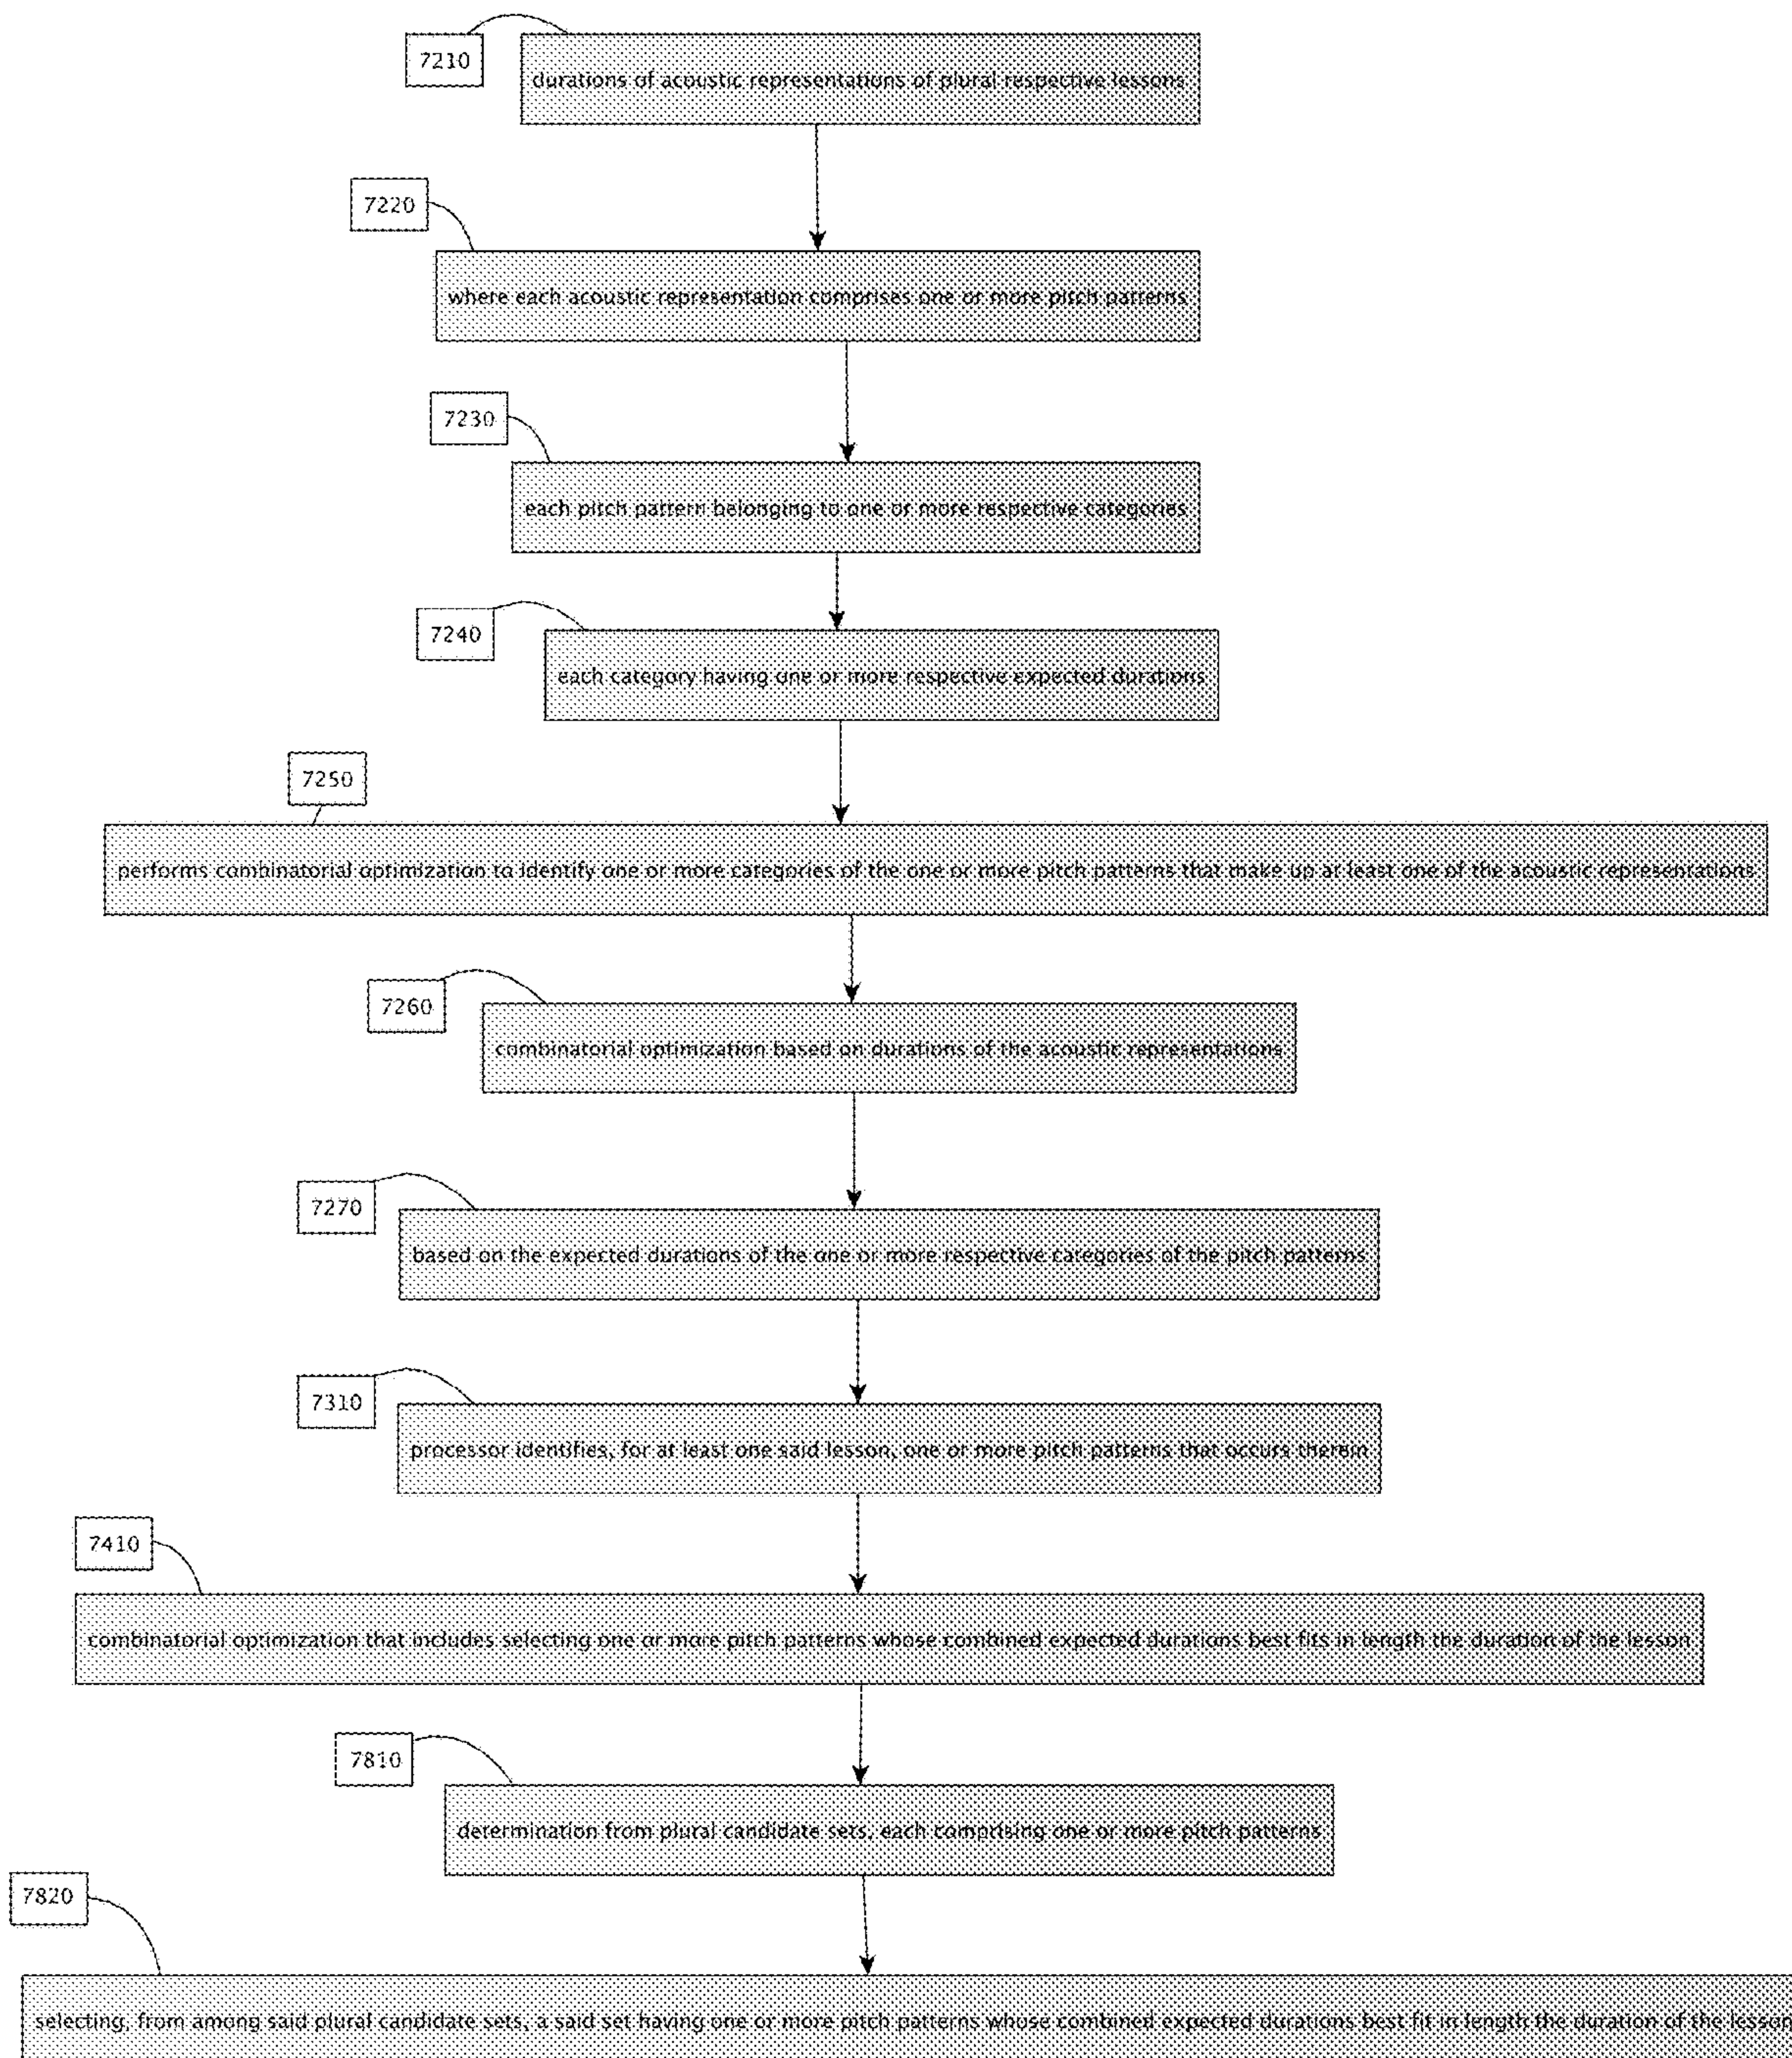 7210
durations of acoustic representations of plural respective lessons
7220
where each acoustic representation comprises one or more pitch patterns
7230
each pitch pattern belonging to one or more respective categories
7240
each category having one or more respective expected durations
7250
performs combinatorial optimization to identify one or more categories of the one or more pitch patterns that make up at least one of the acoustic representations
7260
combinatorial optimization based on durations of the acoustic representations
7270
based on the expected durations of the one or more respective categories of the pitch patterns
7310
processor identifies, for at least one said lesson, one or more pitch patterns that occurs therein
7410
combinatorial optimization that includes selecting one or more pitch patterns whose combined expected durations best fits in length the duration of the lesson
7810
determination from plural candidate sets, each comprising one or more pitch patterns
7820
selecting, from among said plural candidate sets, a said set having one or more pitch patterns whose combined expected durations best fit in length the duration of the lesson